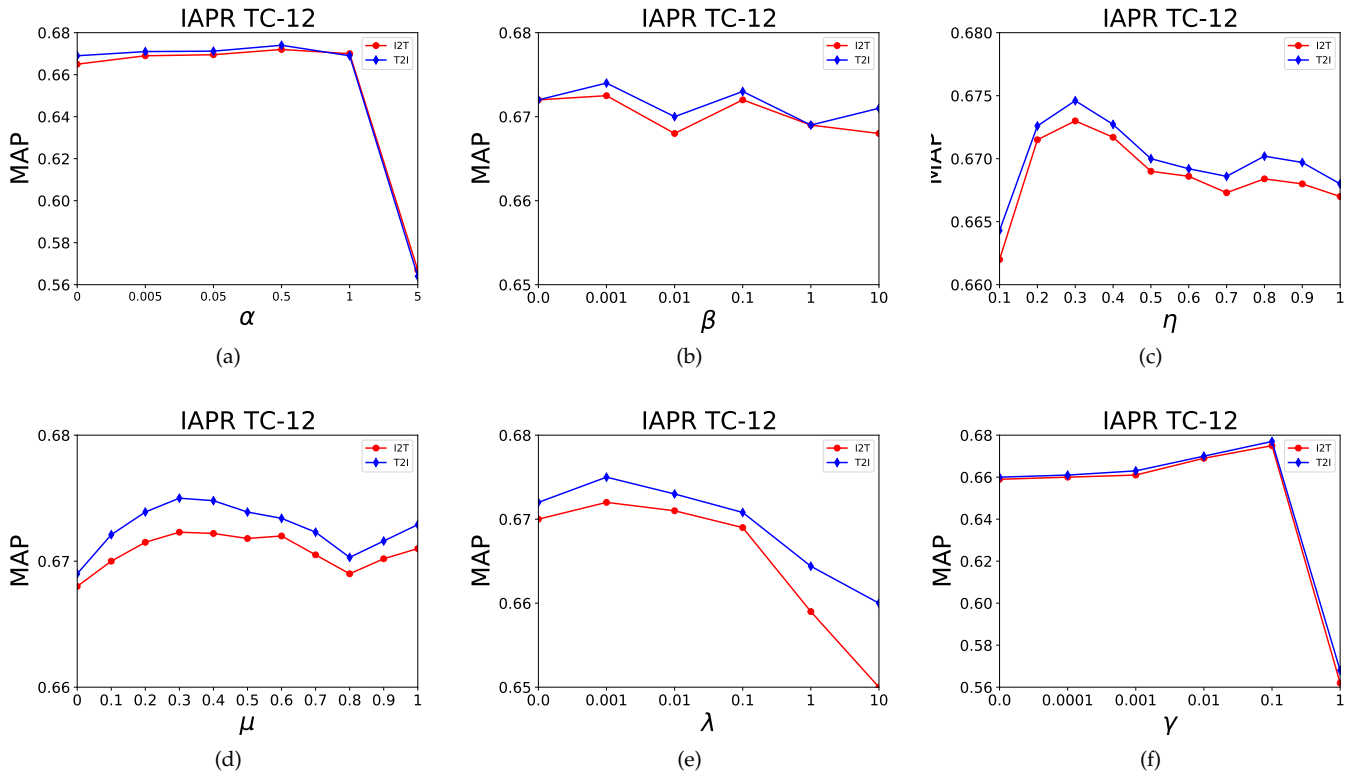 IAPR TC-12
MAP
0.68
0.66
0.64
0.62
0.60
0.58
0.56
0 0.005 0.05 0.5 1 5
I2T
T2I
α
(a)
IAPR TC-12
MAP
0.68
0.67
0.66
0.65
0.0 0.001 0.01 0.1 1 10
I2T
T2I
β
(b)
IAPR TC-12
MAP
0.680
0.675
0.670
0.665
0.660
0.1 0.2 0.3 0.4 0.5 0.6 0.7 0.8 0.9 1
I2T
T2I
η
(c)
IAPR TC-12
MAP
0.68
0.67
0.66
0 0.1 0.2 0.3 0.4 0.5 0.6 0.7 0.8 0.9 1
I2T
T2I
μ
(d)
IAPR TC-12
MAP
0.68
0.67
0.66
0.65
0.0 0.001 0.01 0.1 1 10
I2T
T2I
λ
(e)
IAPR TC-12
MAP
0.68
0.66
0.64
0.62
0.60
0.58
0.56
0.0 0.0001 0.001 0.01 0.1 1
I2T
T2I
γ
(f)